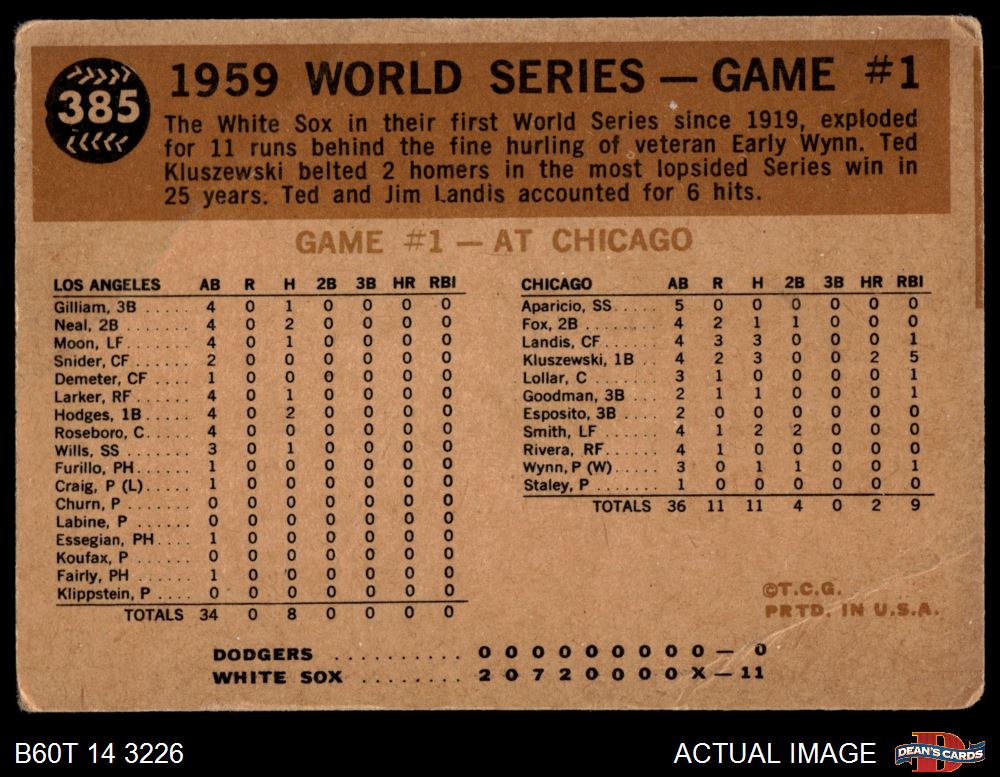 385
1959 WORLD SERIES — GAME #1
The White Sox in their first World Series since 1919, exploded
for 11 runs behind the fine hurling of veteran Early Wynn. Ted
Kluszewski belted 2 homers in the most lopsided Series win in
25 years. Ted and Jim Landis accounted for 6 hits.
GAME #1 — AT CHICAGO
LOS ANGELES AB R H 2B 3B HR RBI
Gilliam, 3B ..... 4 0 1 0 0 0 0
Neal, 2B ........ 4 0 2 0 0 0 0
Moon, LF ....... 4 0 1 0 0 0 0
Snider, CF ..... 2 0 0 0 0 0 0
Demeter, CF .... 1 0 0 0 0 0 0
Larker, RF ..... 4 0 1 0 0 0 0
Hodges, 1B ..... 4 0 2 0 0 0 0
Roseboro, C..... 4 0 0 0 0 0 0
Wills, SS ...... 3 0 1 0 0 0 0
Furillo, PH ..... 1 0 0 0 0 0 0
Craig, P (L)..... 1 0 0 0 0 0 0
Churn, P ....... 0 0 0 0 0 0 0
Labine, P ...... 0 0 0 0 0 0 0
Essegian, PH.... 1 0 0 0 0 0 0
Koufax, P ...... 0 0 0 0 0 0 0
Fairly, PH ...... 1 0 0 0 0 0 0
Klippstein, P .... 0 0 0 0 0 0 0
TOTALS 34 0 8 0 0 0 0
CHICAGO AB R H 2B 3B HR RBI
Aparicio, SS..... 5 0 0 0 0 0 0
Fox, 2B ........ 4 2 1 1 0 0 0
Landis, CF...... 4 3 3 0 0 0 1
Kluszewski, 1B .. 4 2 3 0 0 2 5
Lollar, C ....... 3 1 0 0 0 0 1
Goodman, 3B ... 2 1 1 0 0 0 1
Esposito, 3B .... 2 0 0 0 0 0 0
Smith, LF ...... 4 1 2 2 0 0 0
Rivera, RF...... 4 1 0 0 0 0 0
Wynn, P (W)..... 3 0 1 1 0 0 1
Staley, P ....... 1 0 0 0 0 0 0
TOTALS 36 11 11 4 0 2 9
©T.C.G.
PRTD. IN U.S.A.
DODGERS .......... 0 0 0 0 0 0 0 0 0 — 0
WHITE SOX ........ 2 0 7 2 0 0 0 0 X — 11
B60T 14 3226
ACTUAL IMAGE
D
DEAN'S CARDS